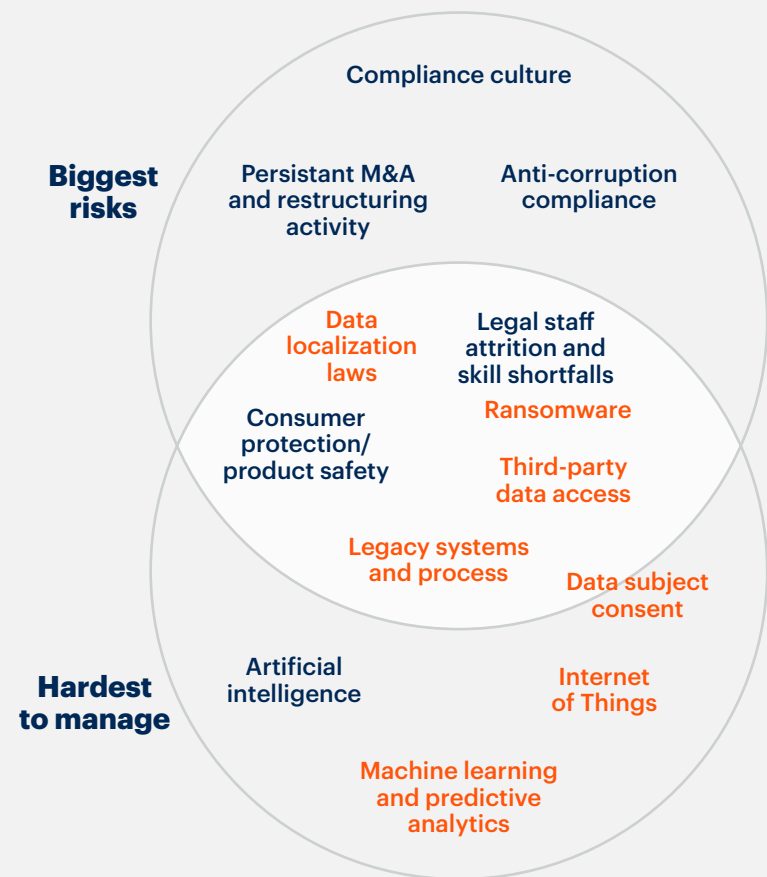 Compliance culture
Biggest
risks
Persistant M&A
and restructuring
activity
Anti-corruption
compliance
Data
localization
laws
Legal staff
attrition and
skill shortfalls
Consumer
protection/
product safety
Ransomware
Third-party
data access
Legacy systems
and process
Data subject
consent
Hardest
to manage
Artificial
intelligence
Internet
of Things
Machine learning
and predictive
analytics